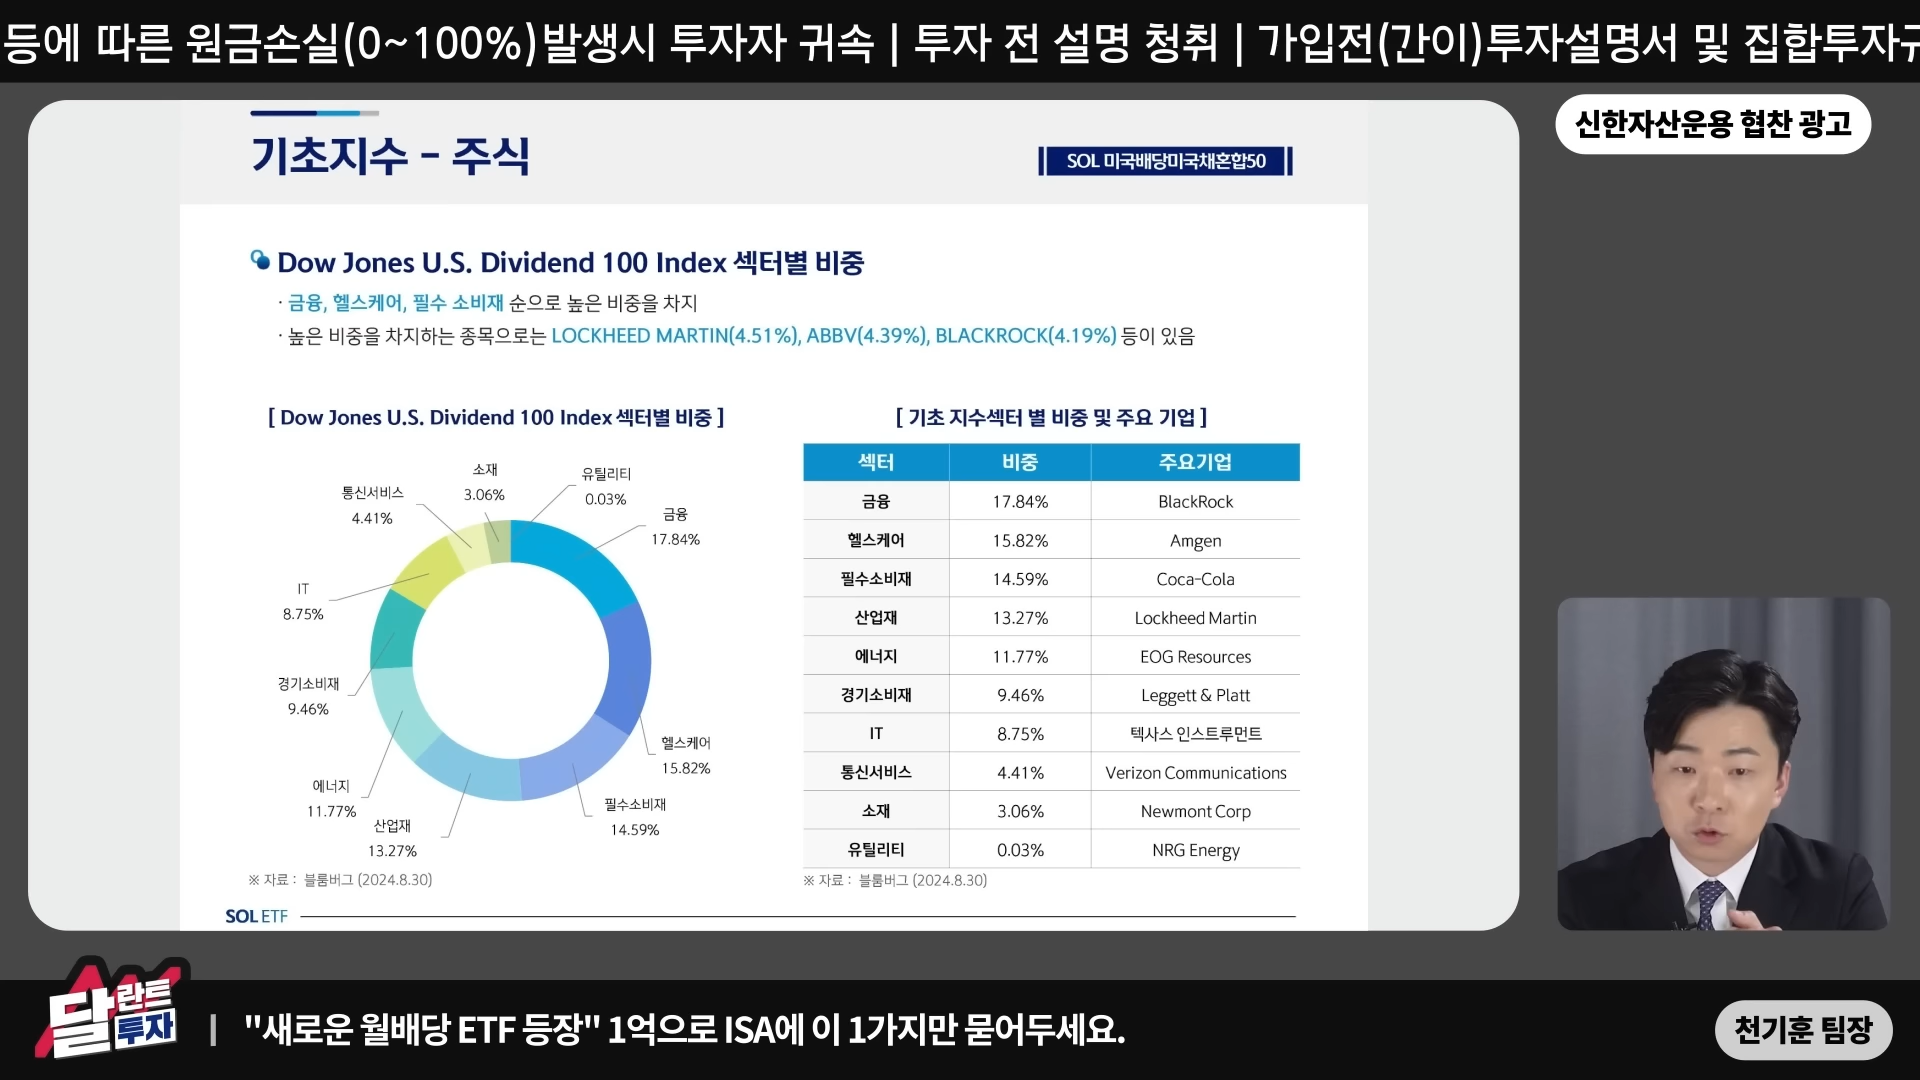 등에 따른 원금손실(0~100%)발생시 투자자 귀속 | 투자 전 설명 청취 | 가입전(간이)투자설명서 및 집합투자규
신한자산운용 협찬 광고
기초지수 - 주식
SOL 미국배당미국채혼합50
Dow Jones U.S. Dividend 100 Index 섹터별 비중
· 금융, 헬스케어, 필수 소비재 순으로 높은 비중을 차지
· 높은 비중을 차지하는 종목으로는 LOCKHEED MARTIN(4.51%), ABBV(4.39%), BLACKROCK(4.19%) 등이 있음
[ Dow Jones U.S. Dividend 100 Index 섹터별 비중 ]
소재
3.06%
유틸리티
0.03%
통신서비스
4.41%
금융
17.84%
IT
8.75%
경기소비재
9.46%
헬스케어
15.82%
에너지
11.77%
필수소비재
14.59%
산업재
13.27%
※ 자료 : 블룸버그 (2024.8.30)
[ 기초 지수섹터 별 비중 및 주요 기업 ]
섹터 비중 주요기업
금융 17.84% BlackRock
헬스케어 15.82% Amgen
필수소비재 14.59% Coca-Cola
산업재 13.27% Lockheed Martin
에너지 11.77% EOG Resources
경기소비재 9.46% Leggett & Platt
IT 8.75% 텍사스 인스트루먼트
통신서비스 4.41% Verizon Communications
소재 3.06% Newmont Corp
유틸리티 0.03% NRG Energy
※ 자료 : 블룸버그 (2024.8.30)
SOL ETF
달란트투자
| "새로운 월배당 ETF 등장" 1억으로 ISA에 이 1가지만 묻어두세요.
천기훈 팀장